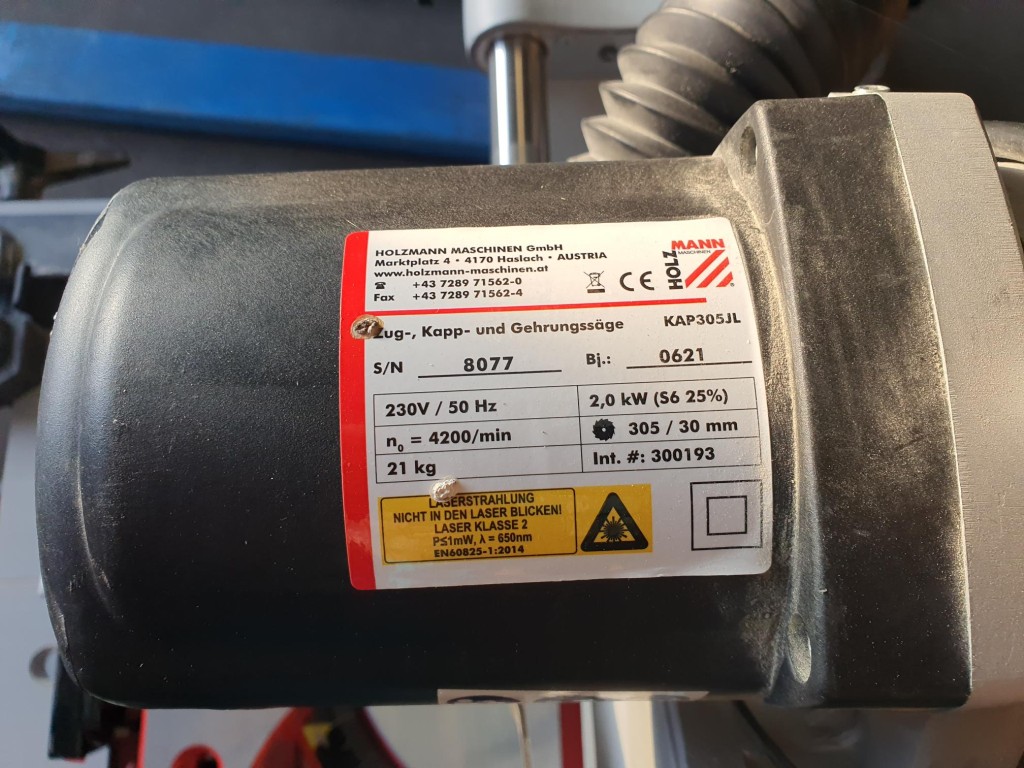 HOLZMANN MASCHINEN GmbH
Marktplatz 4 • 4170 Haslach • AUSTRIA
www.holzmann-maschinen.at
☎ +43 7289 71562-0
Fax +43 7289 71562-4
CE
HOLZMANN
MASCHINEN
®
Zug-, Kapp- und Gehrungssäge KAP305JL
S/N 8077 Bj.: 0621
230V / 50 Hz 2,0 kW (S6 25%)
n₀ = 4200/min 305 / 30 mm
21 kg Int. #: 300193
LASERSTRAHLUNG
NICHT IN DEN LASER BLICKEN!
LASER KLASSE 2
P≤1mW, λ = 650nm
EN60825-1:2014